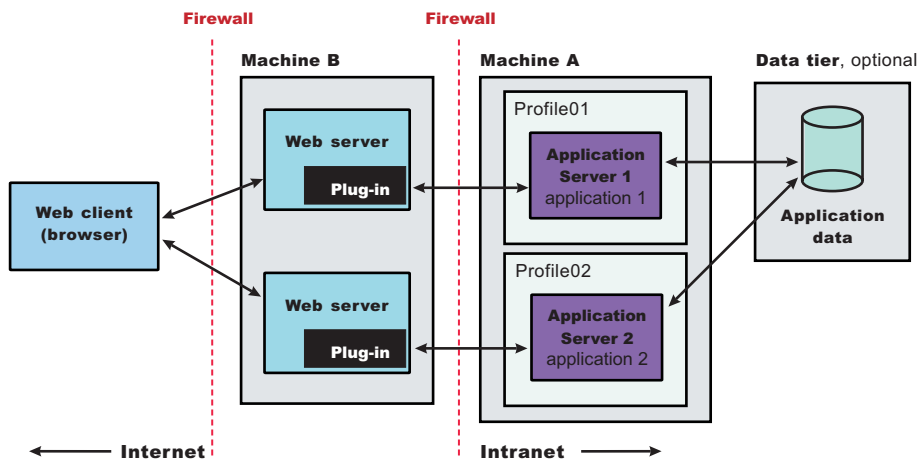 Firewall
Firewall
Machine B
Machine A
Data tier, optional
Web client
(browser)
Web server
Plug-in
Web server
Plug-in
Profile01
Application
Server 1
application 1
Profile02
Application
Server 2
application 2
Application
data
Internet
Intranet